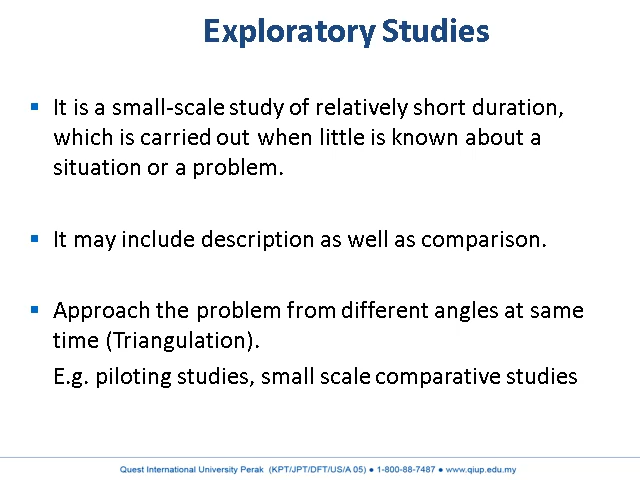 Exploratory Studies
▪ It is a small-scale study of relatively short duration,
which is carried out when little is known about a
situation or a problem.
▪ It may include description as well as comparison.
▪ Approach the problem from different angles at same
time (Triangulation).
E.g. piloting studies, small scale comparative studies
Quest International University Perak (KPT/JPT/DFT/US/A 05) ● 1-800-88-7487 ● www.qiup.edu.my